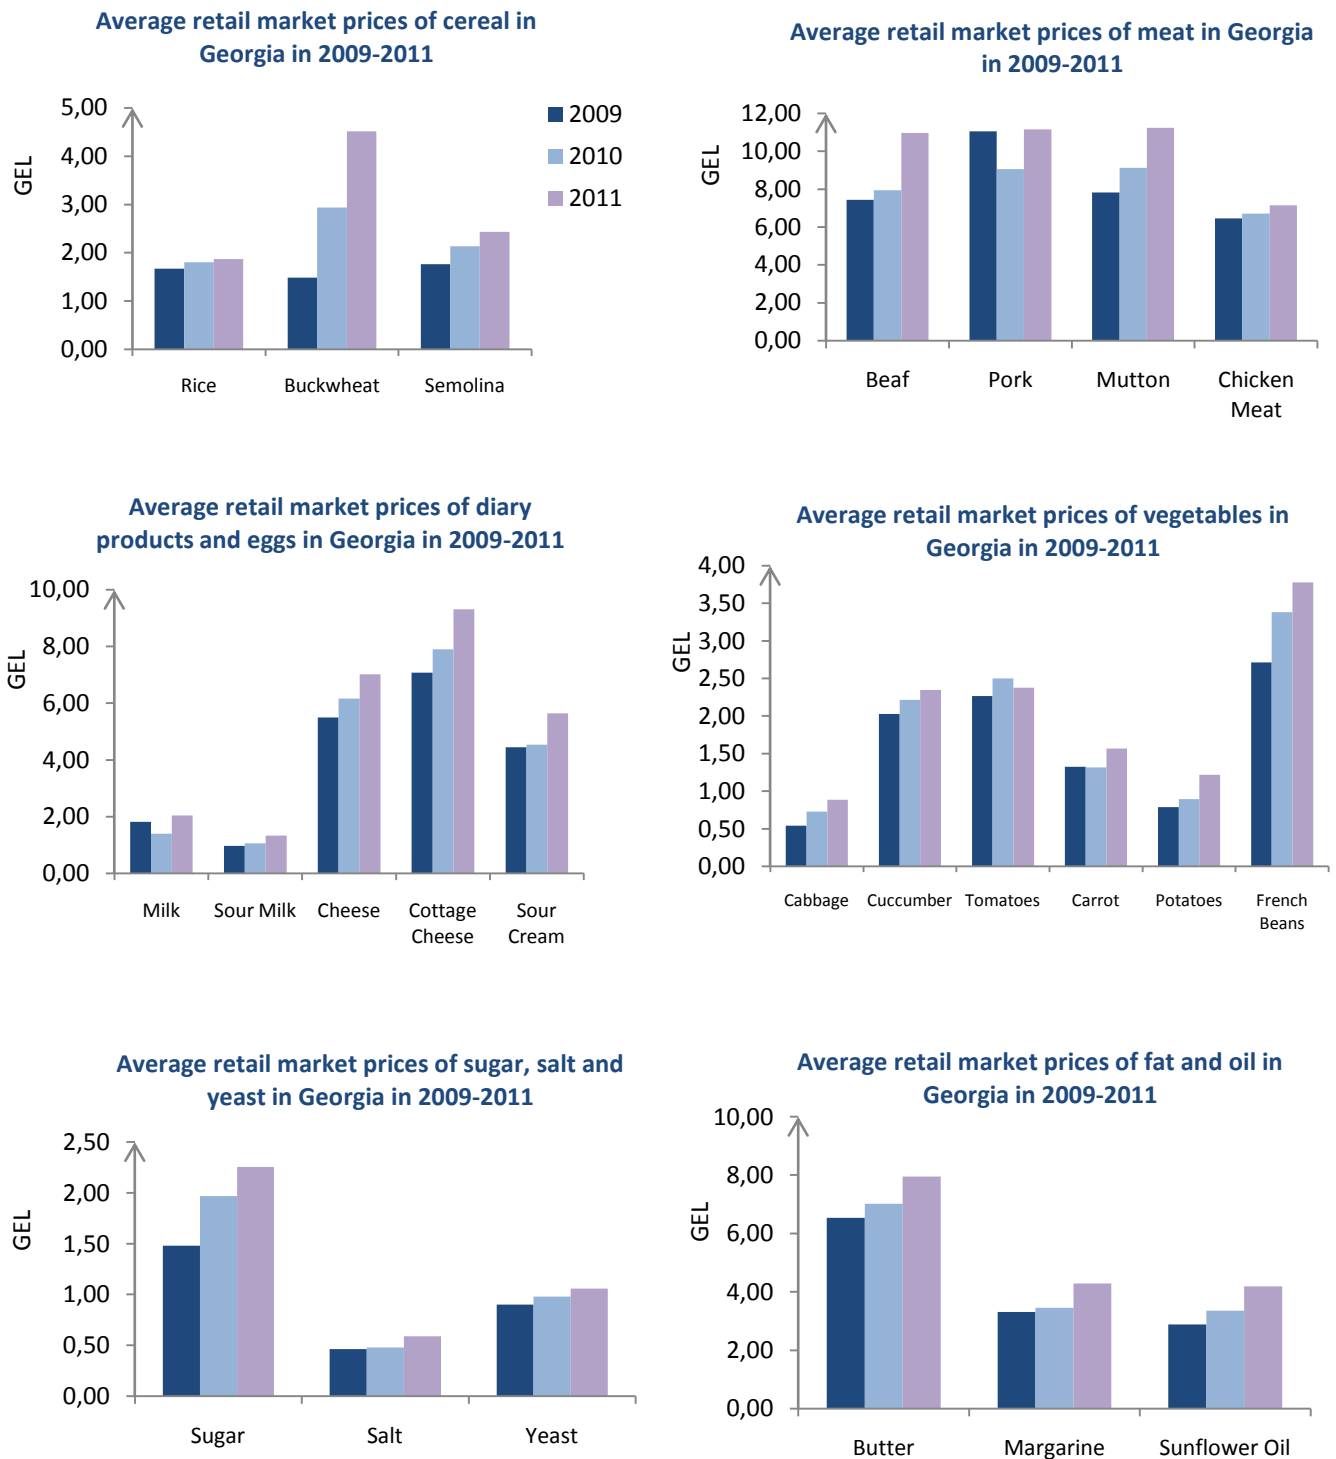 Average retail market prices of cereal in
Georgia in 2009-2011
GEL
5,00
4,00
3,00
2,00
1,00
0,00
2009
2010
2011
Rice
Buckwheat
Semolina
Average retail market prices of meat in Georgia
in 2009-2011
GEL
12,00
10,00
8,00
6,00
4,00
2,00
0,00
Beaf
Pork
Mutton
Chicken
Meat
Average retail market prices of diary
products and eggs in Georgia in 2009-2011
GEL
10,00
8,00
6,00
4,00
2,00
0,00
Milk
Sour Milk
Cheese
Cottage
Cheese
Sour
Cream
Average retail market prices of vegetables in
Georgia in 2009-2011
GEL
4,00
3,50
3,00
2,50
2,00
1,50
1,00
0,50
0,00
Cabbage
Cuccumber
Tomatoes
Carrot
Potatoes
French
Beans
Average retail market prices of sugar, salt and
yeast in Georgia in 2009-2011
GEL
2,50
2,00
1,50
1,00
0,50
0,00
Sugar
Salt
Yeast
Average retail market prices of fat and oil in
Georgia in 2009-2011
GEL
10,00
8,00
6,00
4,00
2,00
0,00
Butter
Margarine
Sunflower Oil